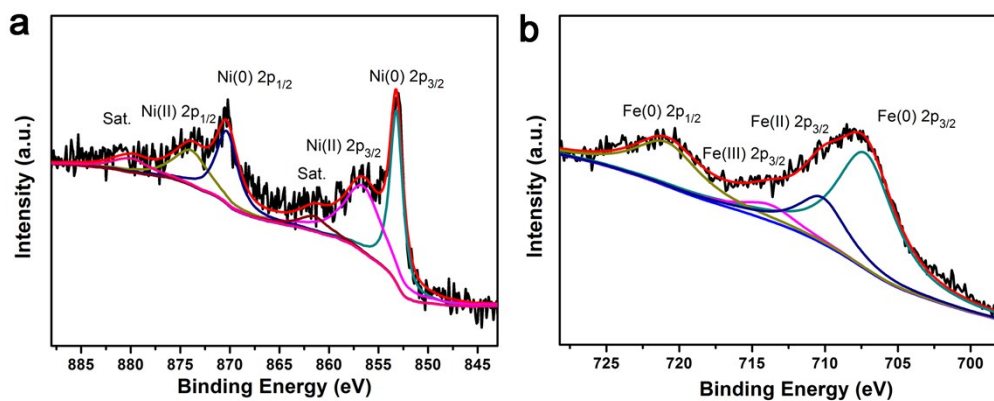 a
Ni(0) 2p1/2
Ni(0) 2p3/2
Sat.
Ni(II) 2p1/2
Ni(II) 2p3/2
Sat.
Intensity (a.u.)
885 880 875 870 865 860 855 850 845
Binding Energy (eV)
b
Fe(0) 2p1/2
Fe(II) 2p3/2
Fe(0) 2p3/2
Fe(III) 2p3/2
Intensity (a.u.)
725 720 715 710 705 700
Binding Energy (eV)